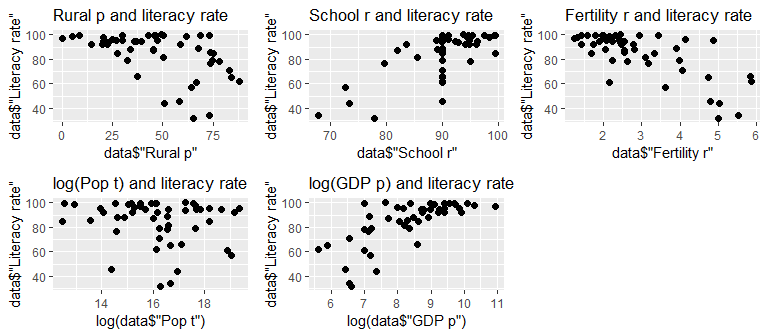 Rural p and literacy rate
data$"Literacy rate"
100
80
60
40
0
25
50
75
data$"Rural p"
School r and literacy rate
data$"Literacy rate"
100
80
60
40
70
80
90
100
data$"School r"
Fertility r and literacy rate
data$"Literacy rate"
100
80
60
40
2
3
4
5
6
data$"Fertility r"
log(Pop t) and literacy rate
data$"Literacy rate"
100
80
60
40
14
16
18
log(data$"Pop t")
log(GDP p) and literacy rate
data$"Literacy rate"
100
80
60
40
6
7
8
9
10
11
log(data$"GDP p")